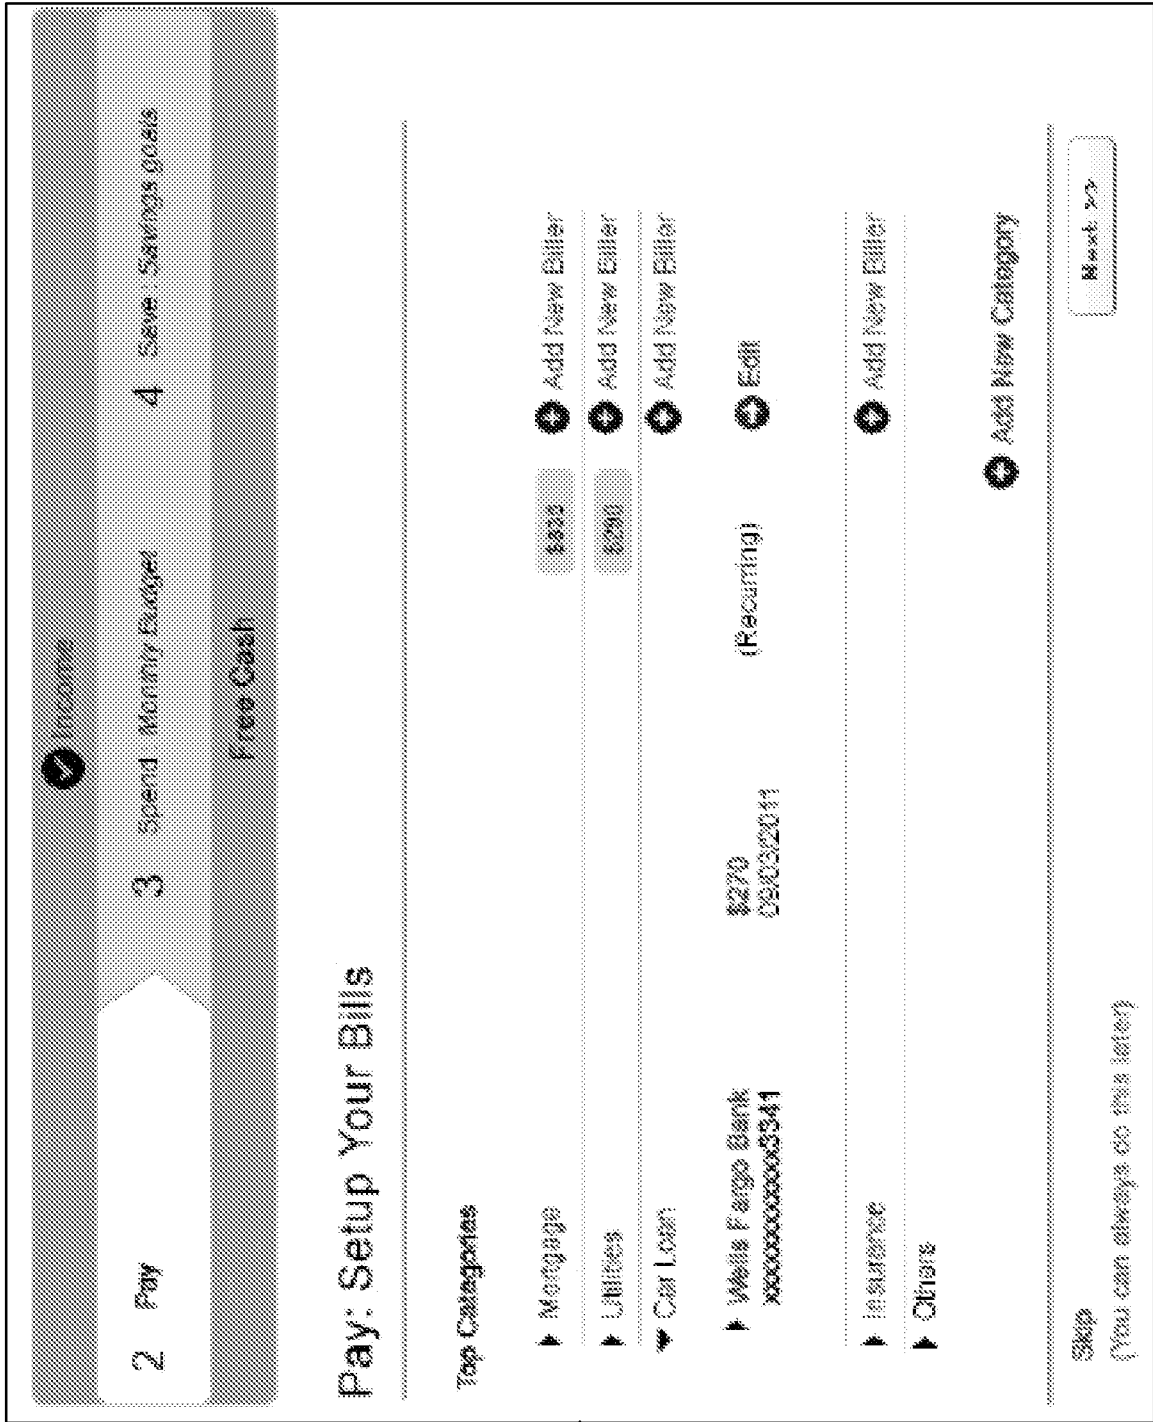 Income
2 Pay 3 Spend : Monthly Budget 4 Save : Savings goals
Free Cash
Pay: Setup Your Bills
Top Categories
Mortgage Add New Biller
Utilities $290 Add New Biller
Car Loan Add New Biller
Wells Fargo Bank $270 (Recurring) Edit
09/03/2011
Insurance Add New Biller
Others
Add New Category
Skip Next >>
(You can always do this later)